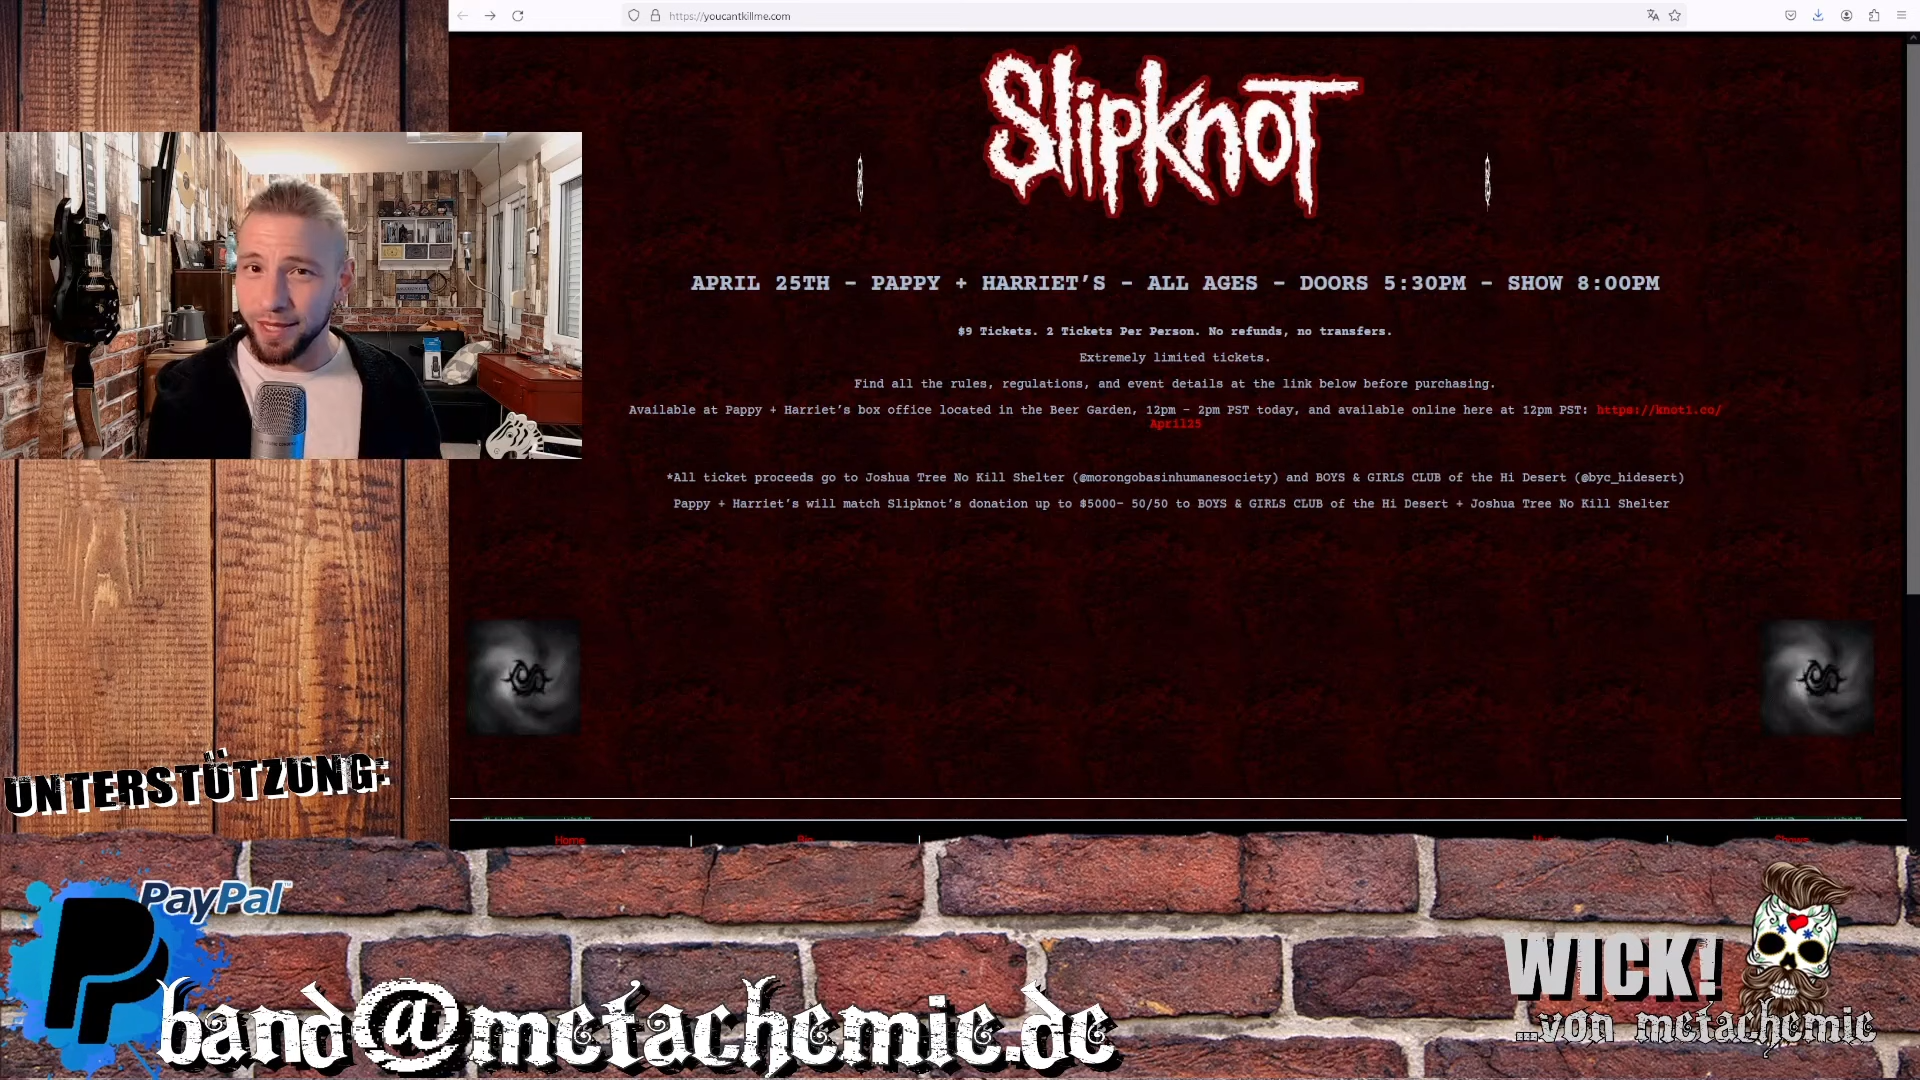 https://youcantkillme.com
Slipknot
APRIL 25TH – PAPPY + HARRIET’S – ALL AGES – DOORS 5:30PM – SHOW 8:00PM
$9 Tickets. 2 Tickets Per Person. No refunds, no transfers.
Extremely limited tickets.
Find all the rules, regulations, and event details at the link below before purchasing.
Available at Pappy + Harriet’s box office located in the Beer Garden, 12pm – 2pm PST today, and available online here at 12pm PST: https://knot1.co/
April25
*All ticket proceeds go to Joshua Tree No Kill Shelter (@morongobasinhumanesociety) and BOYS & GIRLS CLUB of the Hi Desert (@byc_hidesert)
Pappy + Harriet’s will match Slipknot’s donation up to $5000– 50/50 to BOYS & GIRLS CLUB of the Hi Desert + Joshua Tree No Kill Shelter
UNTERSTÜTZUNG:
Home
PayPal
band@metachemie.de
WICK!
...von metachemie